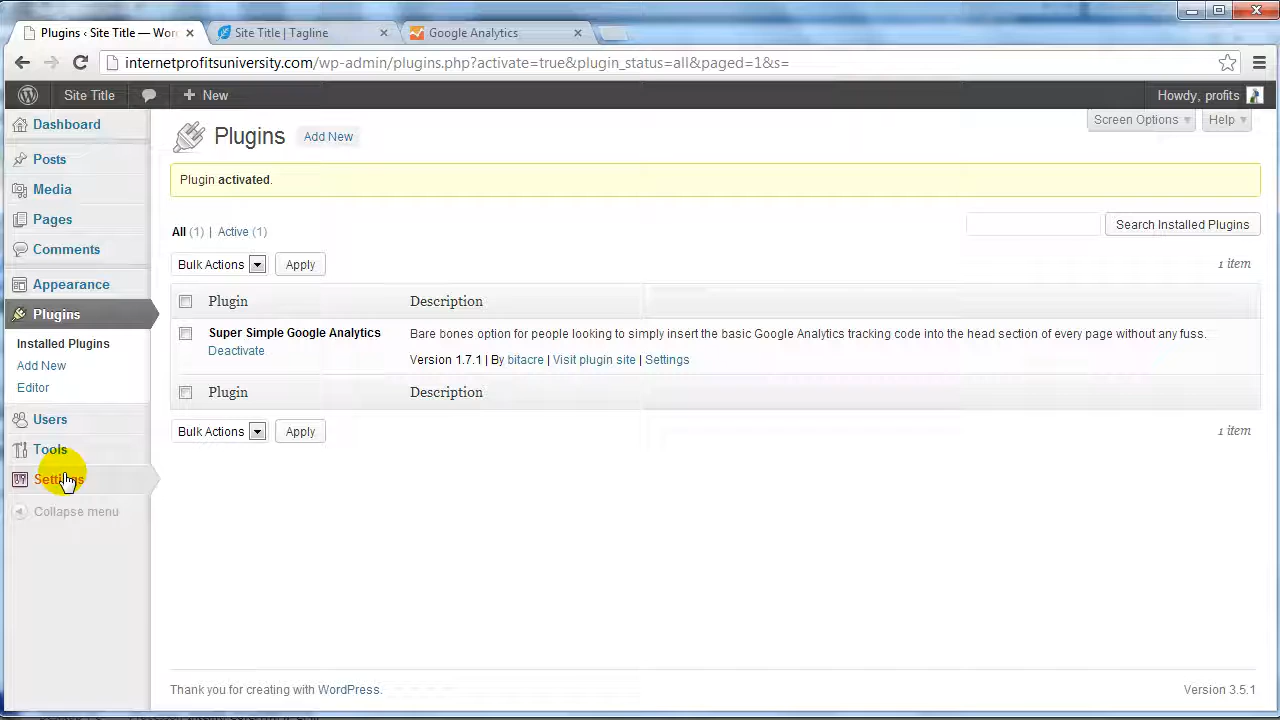 Plugins ‹ Site Title — Wor
Site Title | Tagline
Google Analytics
internetprofitsuniversity.com/wp-admin/plugins.php?activate=true&plugin_status=all&paged=1&s=
Site Title
New
Howdy, profits
Dashboard
Posts
Media
Pages
Comments
Appearance
Plugins
Installed Plugins
Add New
Editor
Users
Tools
Settings
Collapse menu
Plugins Add New
Screen Options
Help
Plugin activated.
All (1) | Active (1)
Search Installed Plugins
Bulk Actions
Apply
1 item
Plugin Description
Super Simple Google Analytics
Deactivate
Bare bones option for people looking to simply insert the basic Google Analytics tracking code into the head section of every page without any fuss.
Version 1.7.1 | By bitacre | Visit plugin site | Settings
Plugin Description
Bulk Actions
Apply
1 item
Thank you for creating with WordPress.
Version 3.5.1